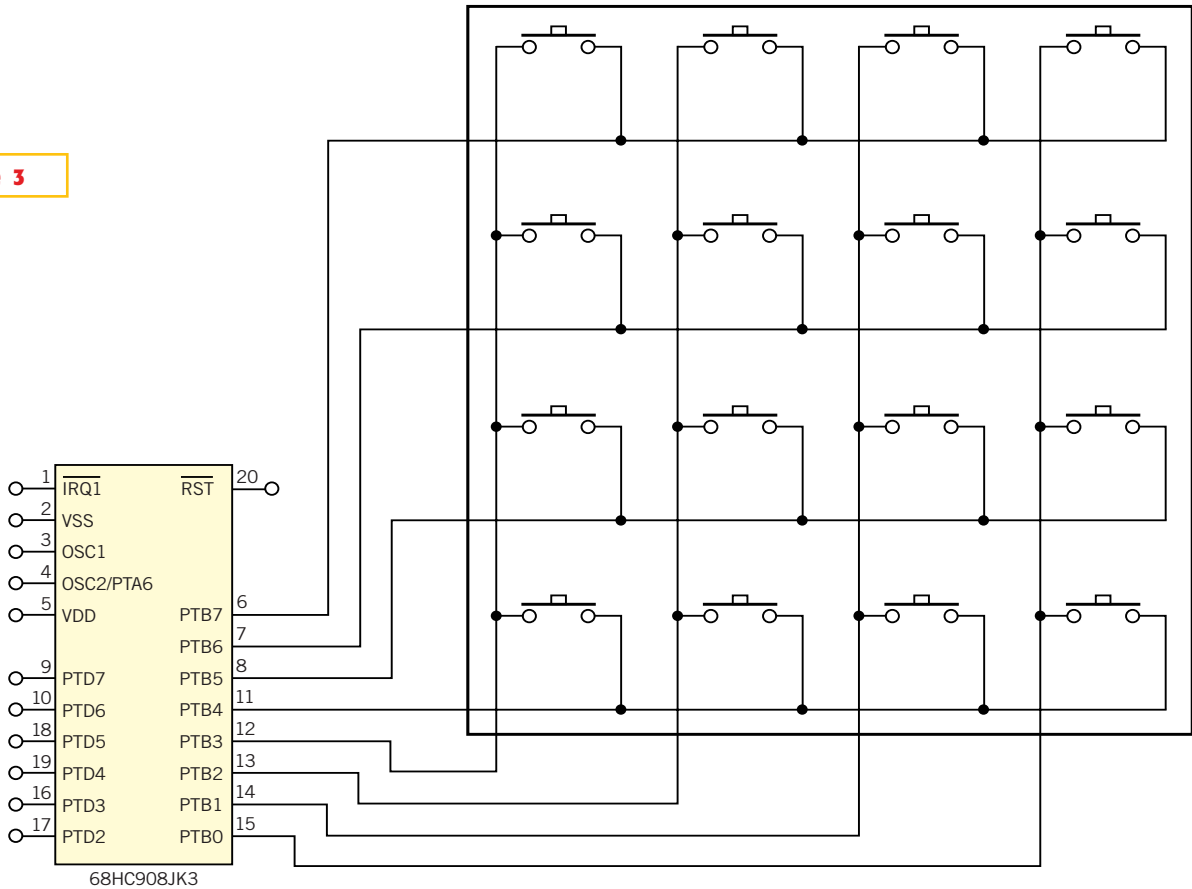 3
1 IRQ1 RST 20
2 VSS
3 OSC1
4 OSC2/PTA6
5 VDD PTB7 6
PTB6 7
9 PTD7 PTB5 8
10 PTD6 PTB4 11
18 PTD5 PTB3 12
19 PTD4 PTB2 13
16 PTD3 PTB1 14
17 PTD2 PTB0 15
68HC908JK3